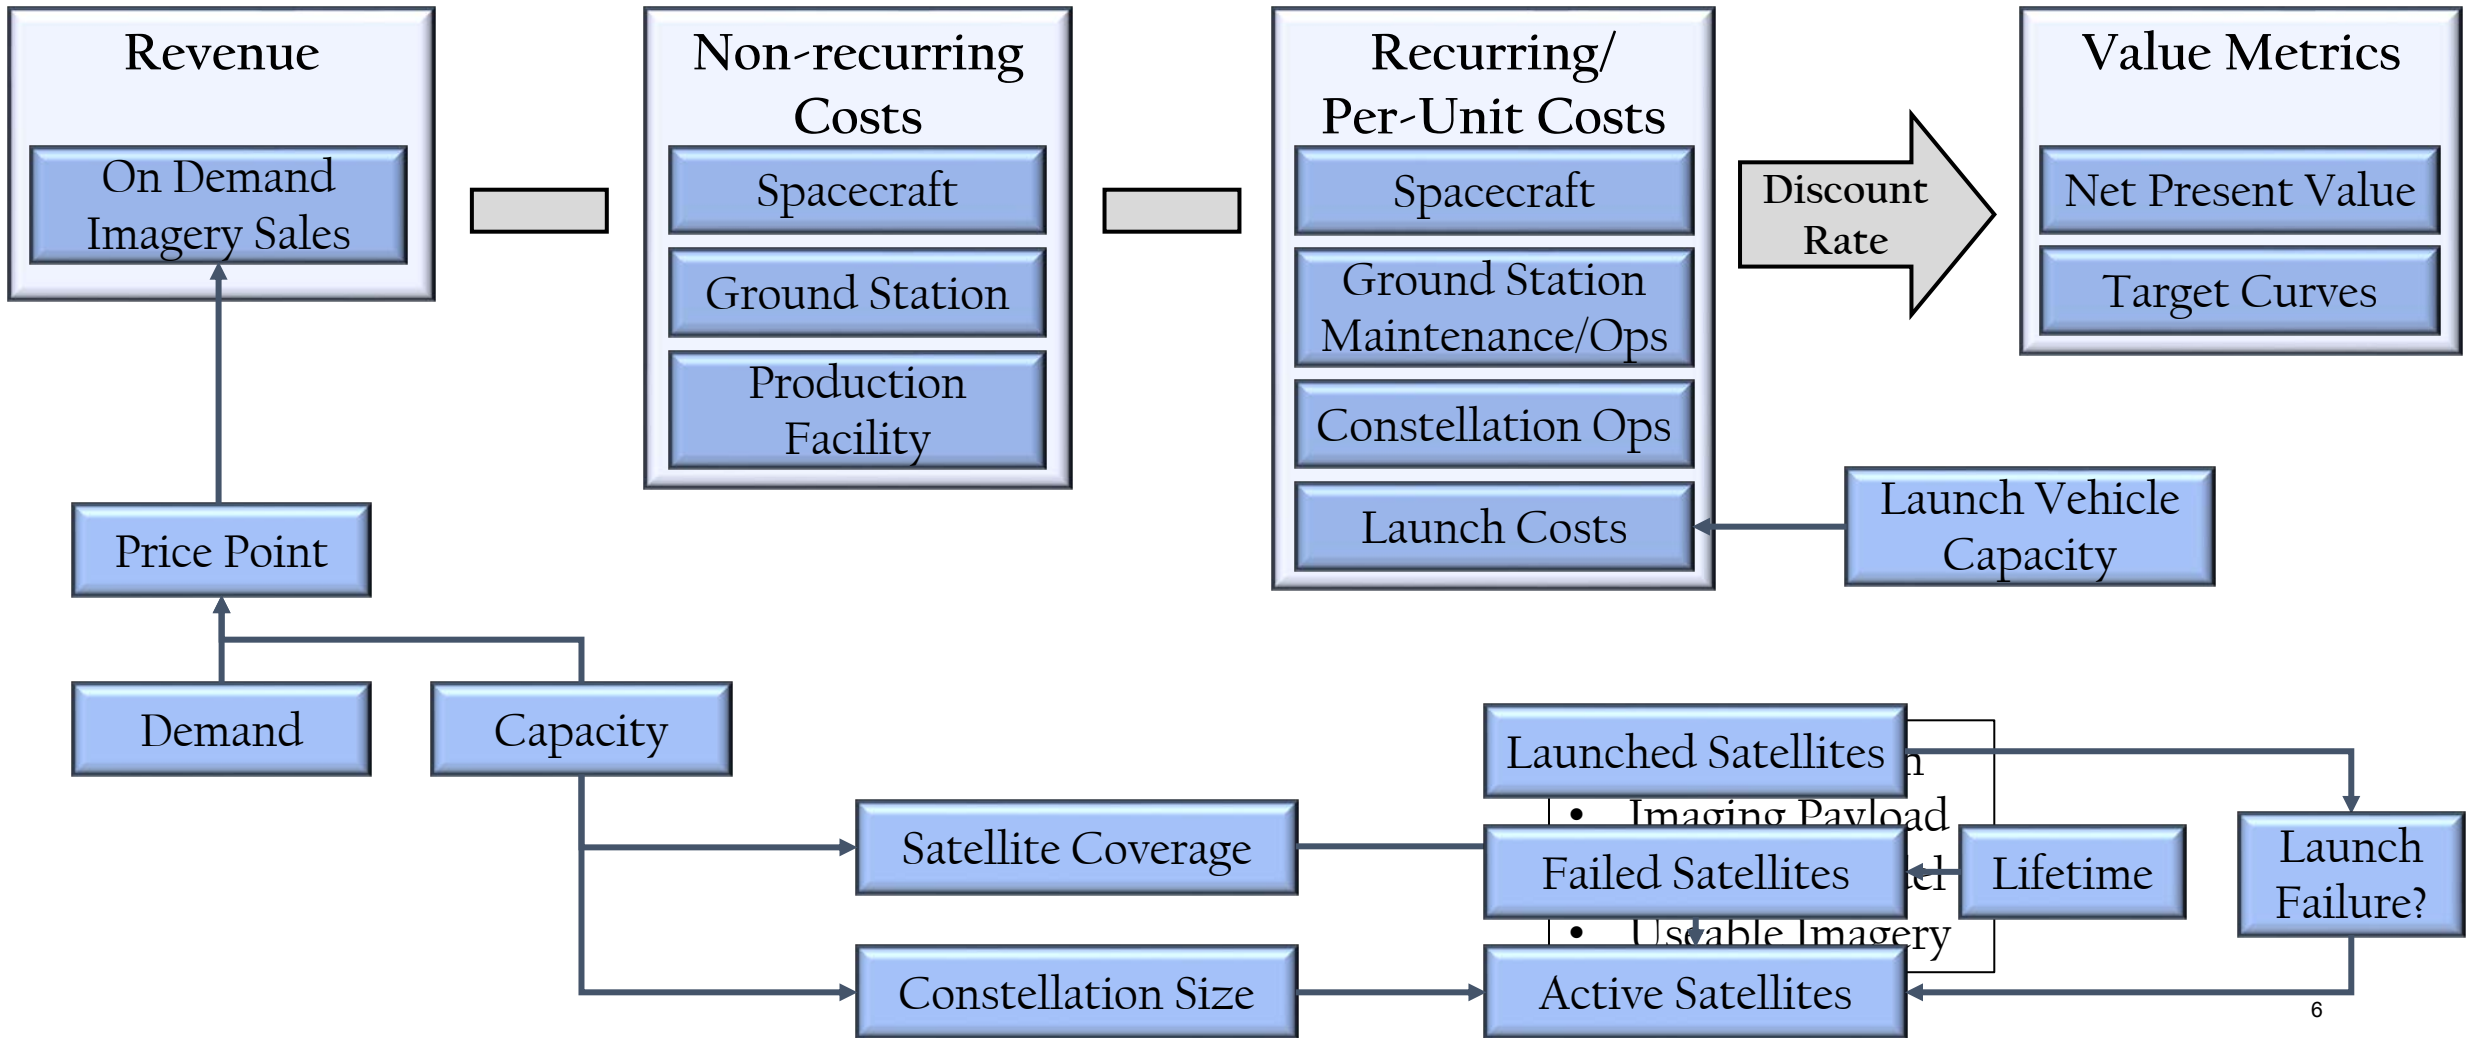 Revenue
On Demand
Imagery Sales
Non-recurring
Costs
Spacecraft
Ground Station
Production
Facility
Recurring/
Per-Unit Costs
Spacecraft
Ground Station
Maintenance/Ops
Constellation Ops
Launch Costs
Discount
Rate
Value Metrics
Net Present Value
Target Curves
Launch Vehicle
Capacity
Price Point
Demand
Capacity
Satellite Coverage
Constellation Size
Launched Satellites
• Imaging Payload
Failed Satellites
• Useable Imagery
Active Satellites
Lifetime
Launch
Failure?
6